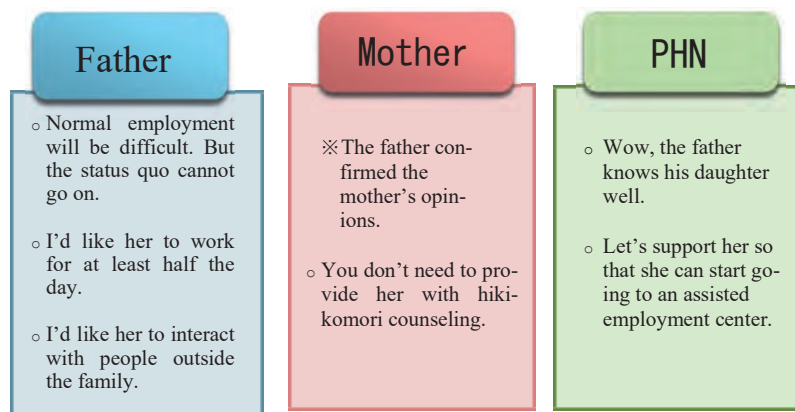 Father
◦ Normal employment
will be difficult. But
the status quo cannot
go on.
◦ I'd like her to work
for at least half the
day.
◦ I'd like her to interact
with people outside
the family.
Mother
※ The father con-
firmed the
mother's opin-
ions.
◦ You don't need to pro-
vide her with hiki-
komori counseling.
PHN
◦ Wow, the father
knows his daughter
well.
◦ Let's support her so
that she can start go-
ing to an assisted
employment center.